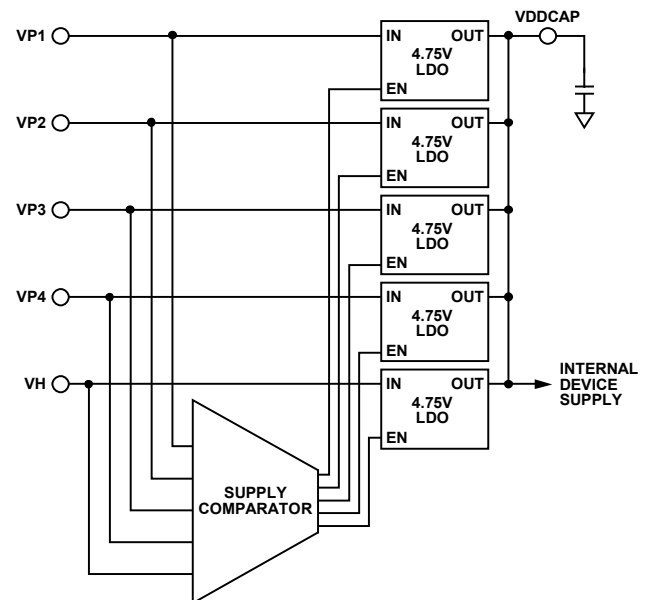 VDDCAP
VP1
IN OUT
4.75V
LDO
EN
VP2
IN OUT
4.75V
LDO
EN
VP3
IN OUT
4.75V
LDO
EN
VP4
IN OUT
4.75V
LDO
EN
VH
IN OUT
4.75V
LDO
EN
INTERNAL
DEVICE
SUPPLY
SUPPLY
COMPARATOR